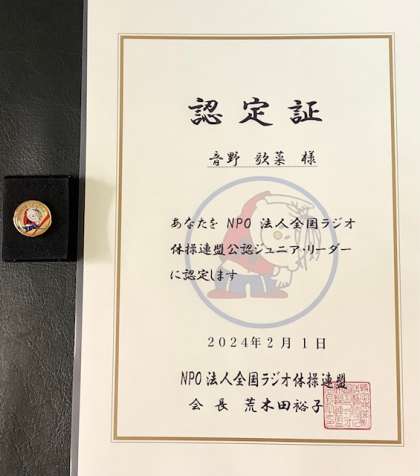 認定証
音野 歌菜 様
あなたを NPO 法人全国ラジオ
体操連盟公認ジュニア・リーダー
に認定します
2024年2月1日
NPO法人全国ラジオ体操連盟
会長 荒木田裕子